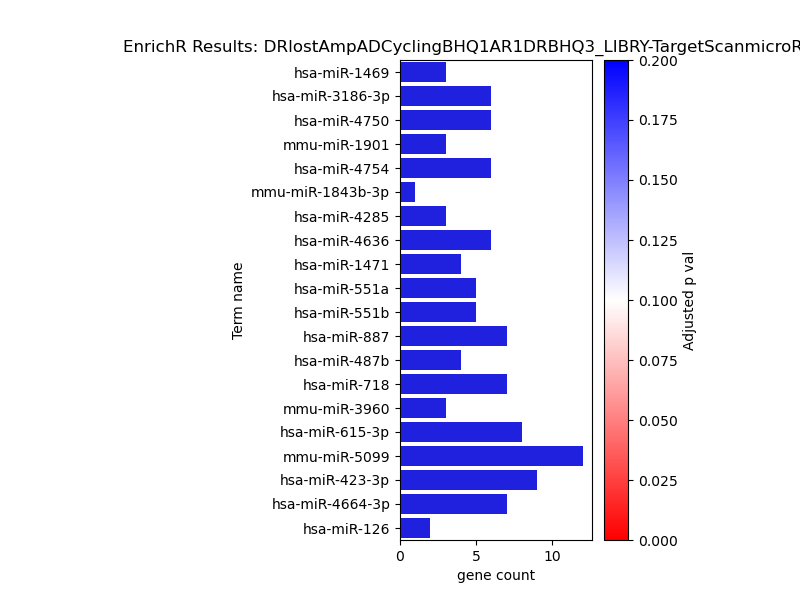 EnrichR Results: DRlostAmpADCyclingBHQ1AR1DRBHQ3_LIBRY-TargetScanmicroR
hsa-miR-1469
hsa-miR-3186-3p
hsa-miR-4750
mmu-miR-1901
hsa-miR-4754
mmu-miR-1843b-3p
hsa-miR-4285
hsa-miR-4636
hsa-miR-1471
hsa-miR-551a
hsa-miR-551b
hsa-miR-887
hsa-miR-487b
hsa-miR-718
mmu-miR-3960
hsa-miR-615-3p
mmu-miR-5099
hsa-miR-423-3p
hsa-miR-4664-3p
hsa-miR-126
Term name
0 5 10
gene count
0.200
0.175
0.150
0.125
0.100
0.075
0.050
0.025
0.000
Adjusted p val